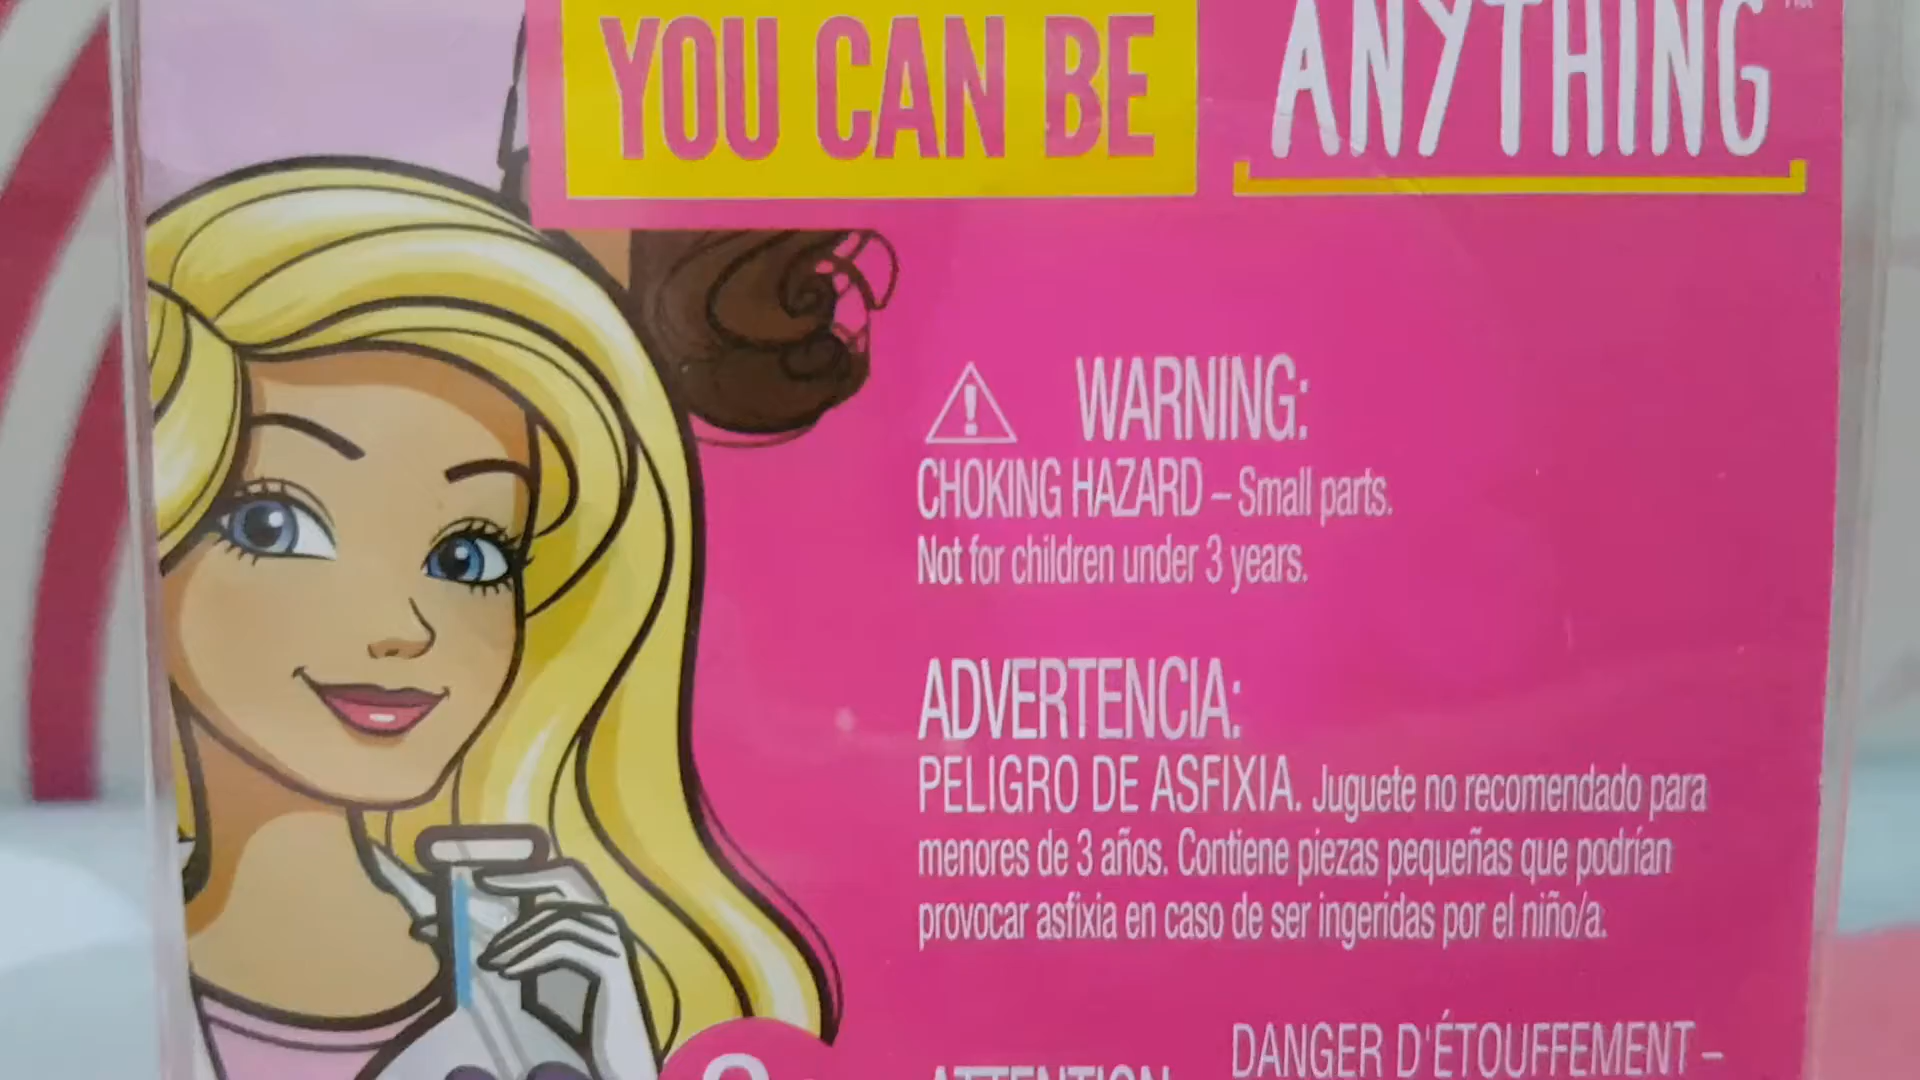 YOU CAN BE ANYTHING
WARNING:
CHOKING HAZARD – Small parts.
Not for children under 3 years.
ADVERTENCIA:
PELIGRO DE ASFIXIA. Juguete no recomendado para
menores de 3 años. Contiene piezas pequeñas que podrían
provocar asfixia en caso de ser ingeridas por el niño/a.
ATTENTION DANGER D'ÉTOUFFEMENT –